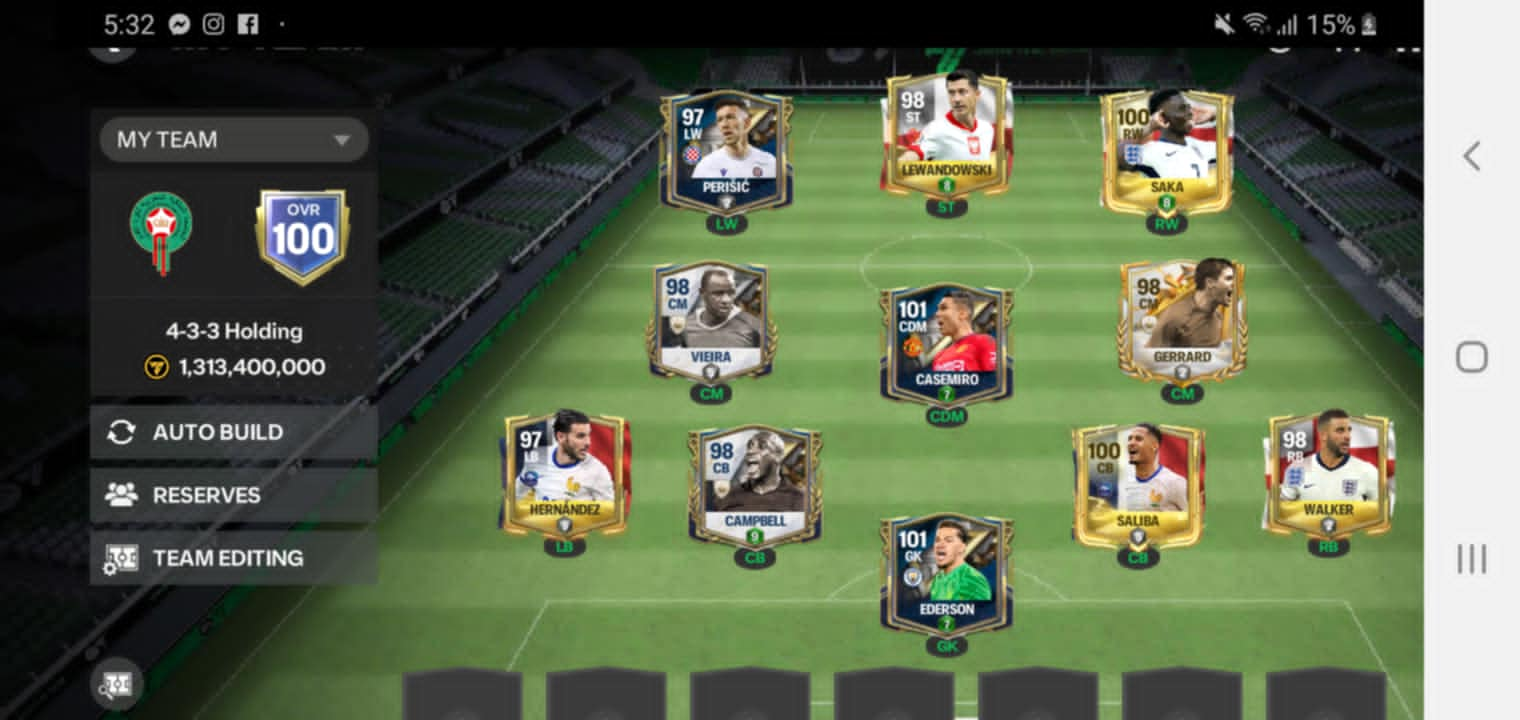 5:32
15%
MY TEAM
OVR
100
4-3-3 Holding
1,313,400,000
AUTO BUILD
RESERVES
TEAM EDITING
97
LW
PERIŠIĆ
LW
98
ST
LEWANDOWSKI
8
ST
100
RW
SAKA
8
RW
98
CM
VIEIRA
CM
101
CDM
CASEMIRO
7
CDM
98
CM
GERRARD
CM
97
LB
HERNÁNDEZ
LB
98
CB
CAMPBELL
9
CB
100
CB
SALIBA
CB
98
RB
WALKER
RB
101
GK
EDERSON
7
GK